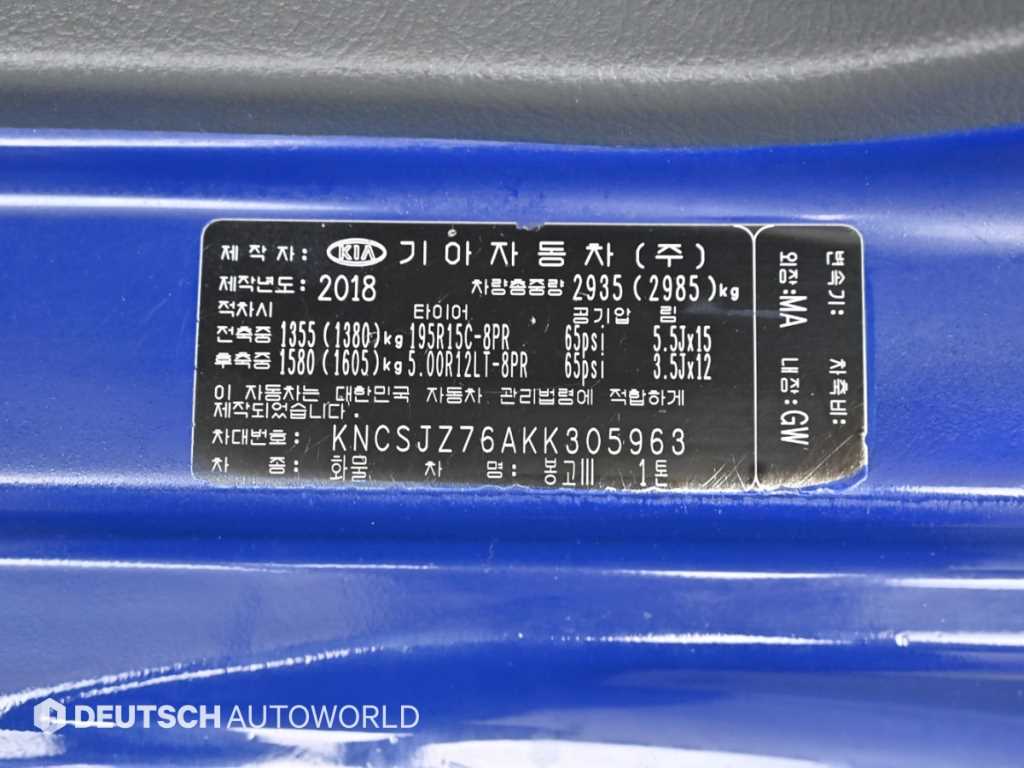 제 작 자: KIA 기아자동차(주)
제작년도: 2018 차량총중량 2935 (2985)kg
적차시 타이어 공기압 림
전축중 1355 (1380)kg 195R15C-8PR 65psi 5.5Jx15
후축중 1580 (1605)kg 5.00R12LT-8PR 65psi 3.5Jx12
이 자동차는 대한민국 자동차 관리법령에 적합하게
제작되었습니다.
차대번호: KNCSJZ76AKK305963
차 종: 화물 차 명: 봉고III 1톤
변속기: 차축비:
외장:MA 내장:GW
DEUTSCH AUTOWORLD